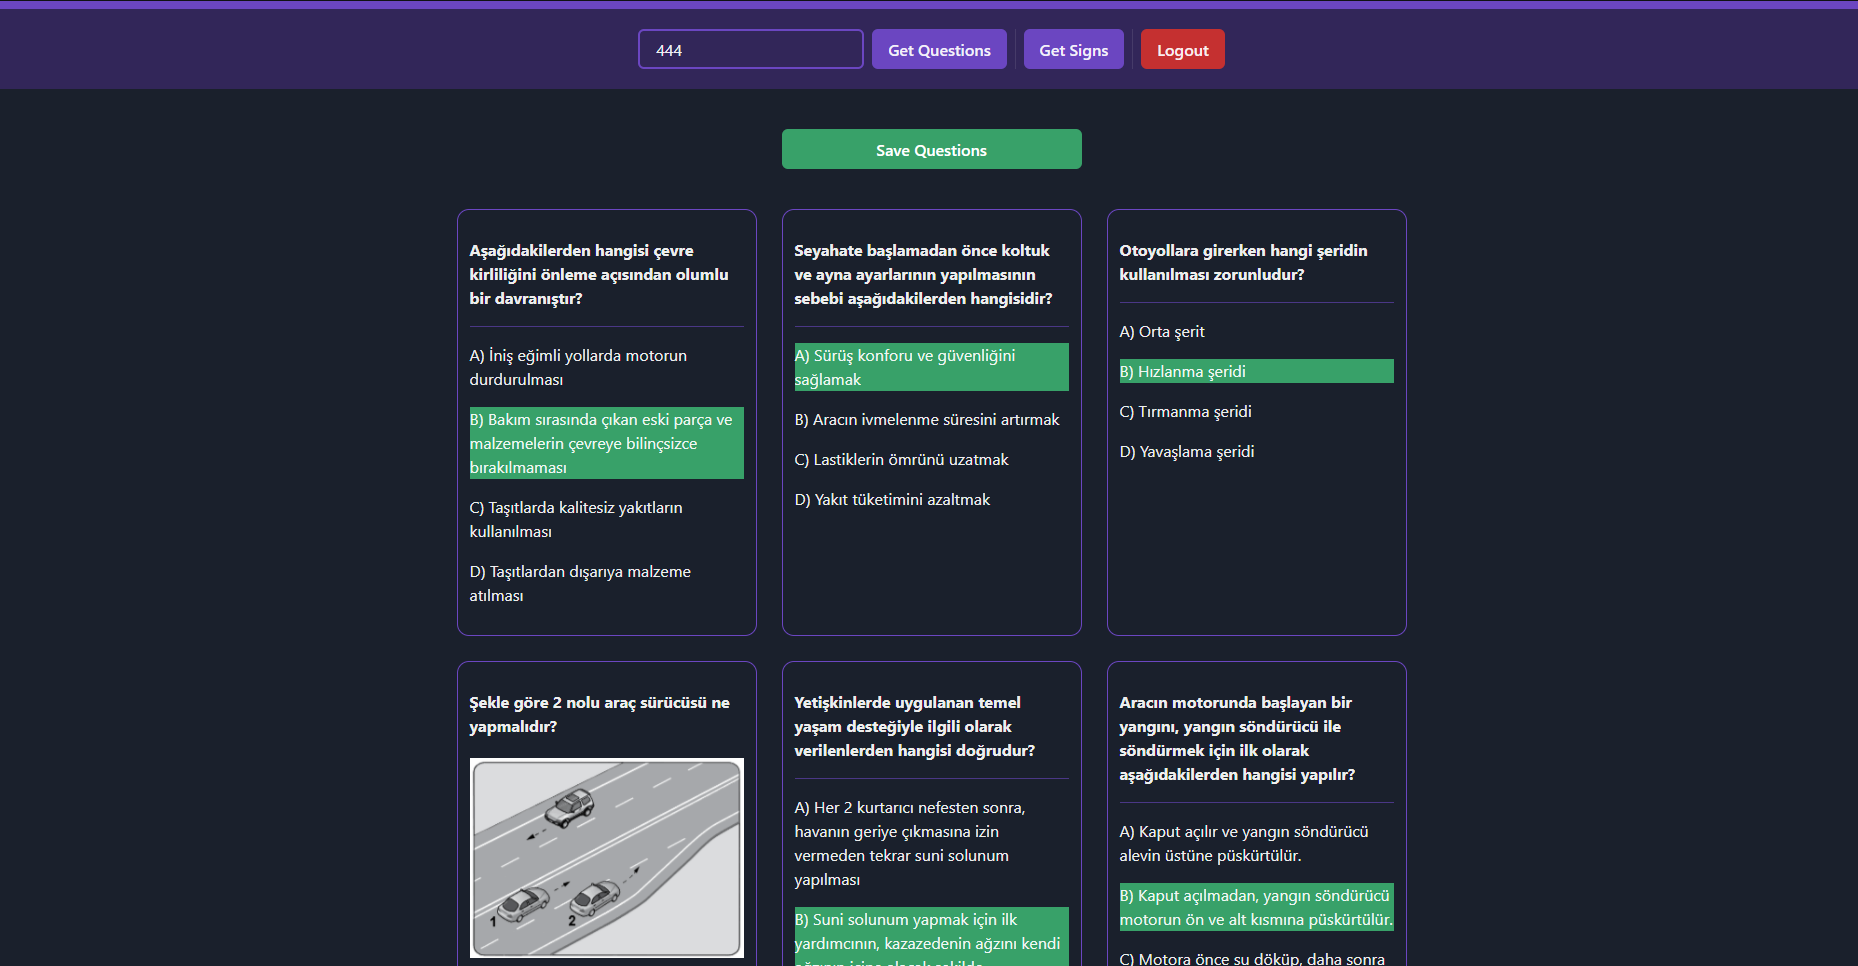 444
Get Questions
Get Signs
Logout
Save Questions
Aşağıdakilerden hangisi çevre
kirliliğini önleme açısından olumlu
bir davranıştır?
A) İniş eğimli yollarda motorun
durdurulması
B) Bakım sırasında çıkan eski parça ve
malzemelerin çevreye bilinçsizce
bırakılmaması
C) Taşıtlarda kalitesiz yakıtların
kullanılması
D) Taşıtlardan dışarıya malzeme
atılması
Seyahate başlamadan önce koltuk
ve ayna ayarlarının yapılmasının
sebebi aşağıdakilerden hangisidir?
A) Sürüş konforu ve güvenliğini
sağlamak
B) Aracın ivmelenme süresini artırmak
C) Lastiklerin ömrünü uzatmak
D) Yakıt tüketimini azaltmak
Otoyollara girerken hangi şeridin
kullanılması zorunludur?
A) Orta şerit
B) Hızlanma şeridi
C) Tırmanma şeridi
D) Yavaşlama şeridi
Şekle göre 2 nolu araç sürücüsü ne
yapmalıdır?
1
2
Yetişkinlerde uygulanan temel
yaşam desteğiyle ilgili olarak
verilenlerden hangisi doğrudur?
A) Her 2 kurtarıcı nefesten sonra,
havanın geriye çıkmasına izin
vermeden tekrar suni solunum
yapılması
B) Suni solunum yapmak için ilk
yardımcının, kazazedenin ağzını kendi
Aracın motorunda başlayan bir
yangını, yangın söndürücü ile
söndürmek için ilk olarak
aşağıdakilerden hangisi yapılır?
A) Kaput açılır ve yangın söndürücü
alevin üstüne püskürtülür.
B) Kaput açılmadan, yangın söndürücü
motorun ön ve alt kısmına püskürtülür.
C) Motora önce su döküp, daha sonra